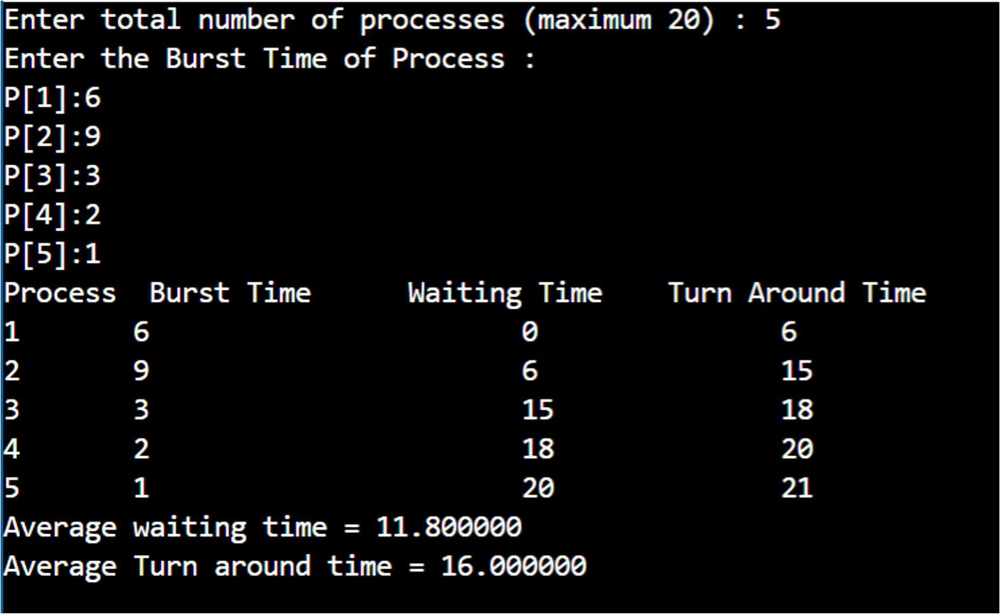 Enter total number of processes (maximum 20) : 5
Enter the Burst Time of Process :
P[1]:6
P[2]:9
P[3]:3
P[4]:2
P[5]:1
Process  Burst Time      Waiting Time    Turn Around Time
1       6                       0               6
2       9                       6               15
3       3                       15              18
4       2                       18              20
5       1                       20              21
Average waiting time = 11.800000
Average Turn around time = 16.000000